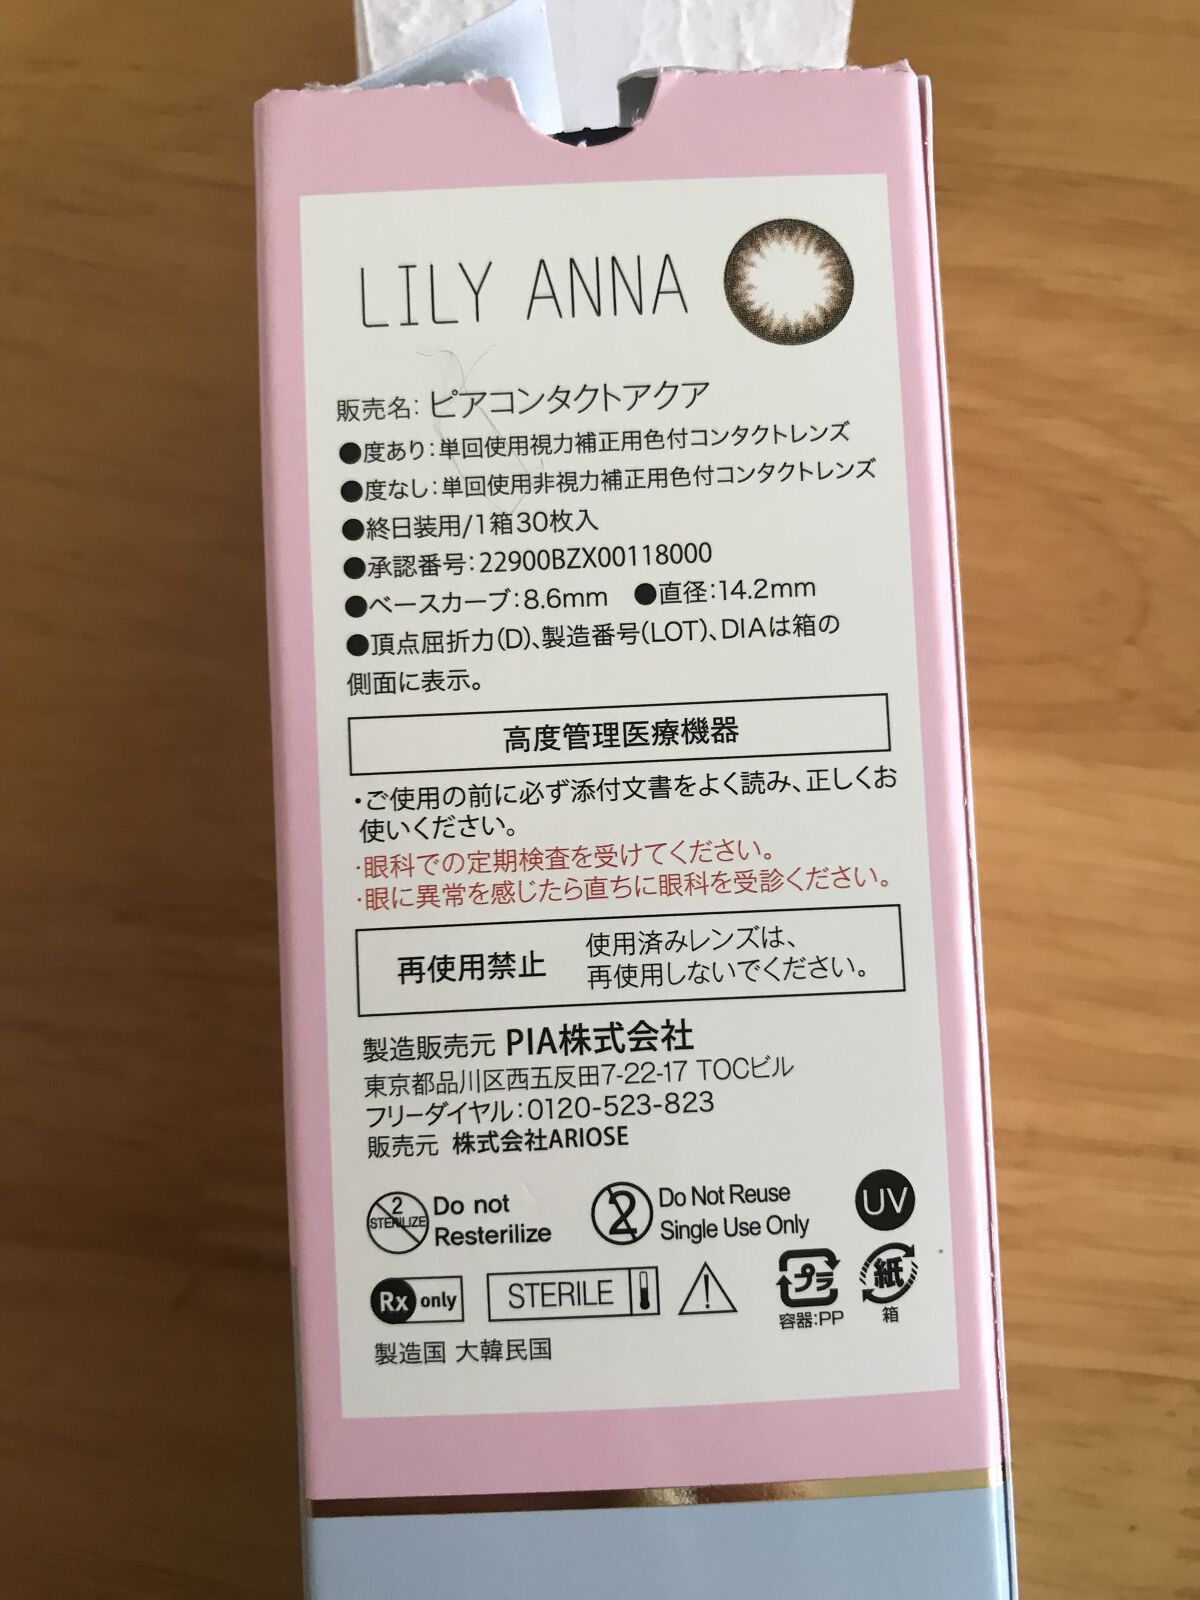 LILY ANNA
販売名: ピアコンタクトアクア
●度あり:単回使用視力補正用色付コンタクトレンズ
●度なし:単回使用非視力補正用色付コンタクトレンズ
●終日装用/1箱30枚入
●承認番号:22900BZX00118000
●ベースカーブ:8.6mm ●直径:14.2mm
●頂点屈折力(D)、製造番号(LOT)、DIAは箱の
側面に表示。
高度管理医療機器
・ご使用の前に必ず添付文書をよく読み、正しくお
使いください。
・眼科での定期検査を受けてください。
・眼に異常を感じたら直ちに眼科を受診ください。
再使用禁止
使用済みレンズは、
再使用しないでください。
製造販売元 PIA株式会社
東京都品川区西五反田7-22-17 TOCビル
フリーダイヤル:0120-523-823
販売元 株式会社ARIOSE
2
STERILIZE
Do not
Resterilize
2
Do Not Reuse
Single Use Only
UV
Rx only
STERILE
プラ
容器:PP
紙
箱
製造国 大韓民国